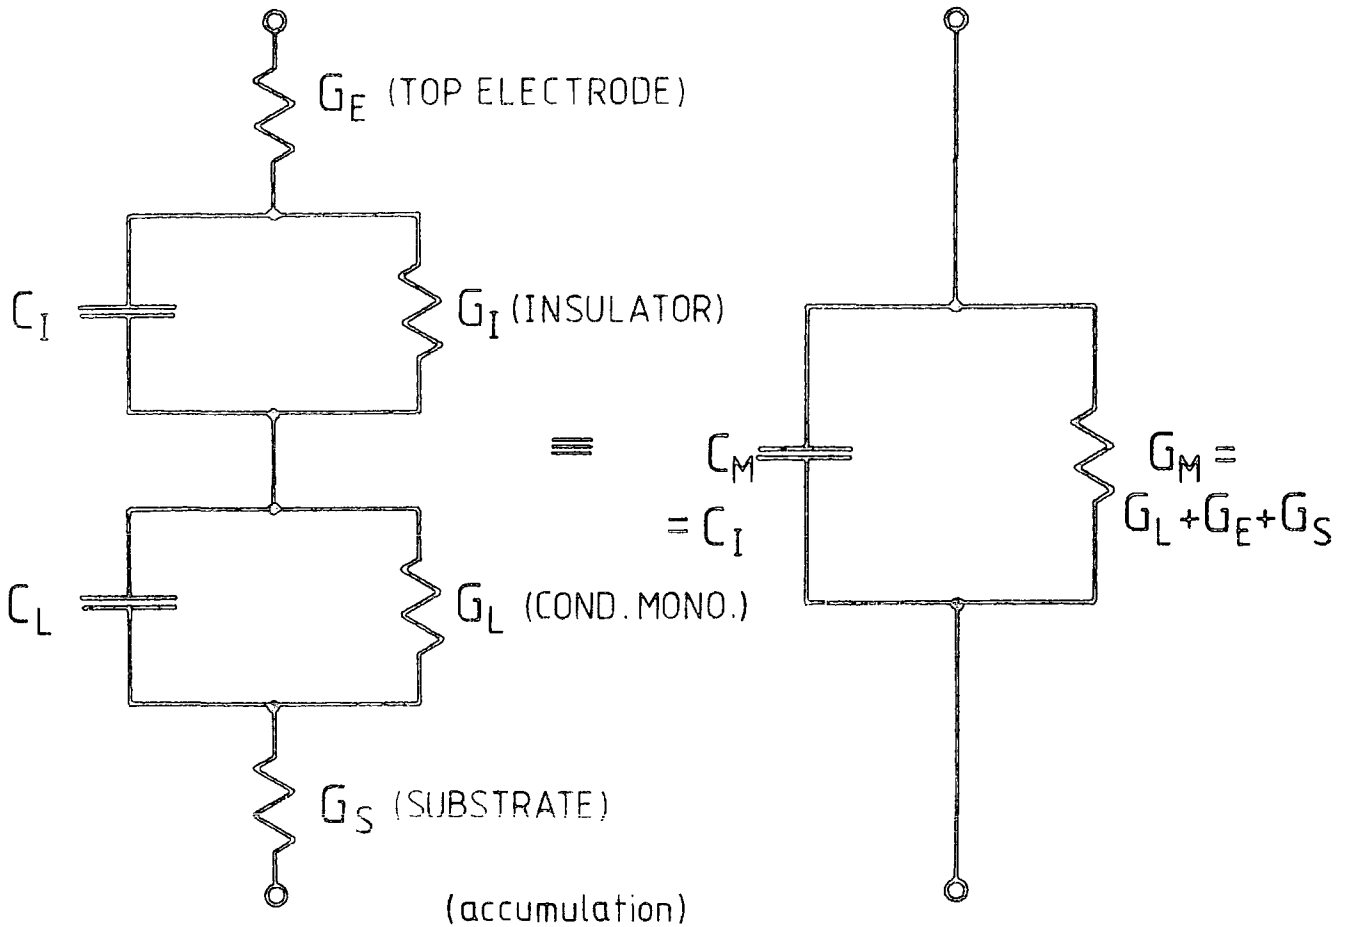 G_E (TOP ELECTRODE)
C_I
G_I (INSULATOR)
≡
C_M
= C_I
G_M =
G_L + G_E + G_S
C_L
G_L (COND. MONO.)
G_S (SUBSTRATE)
(accumulation)